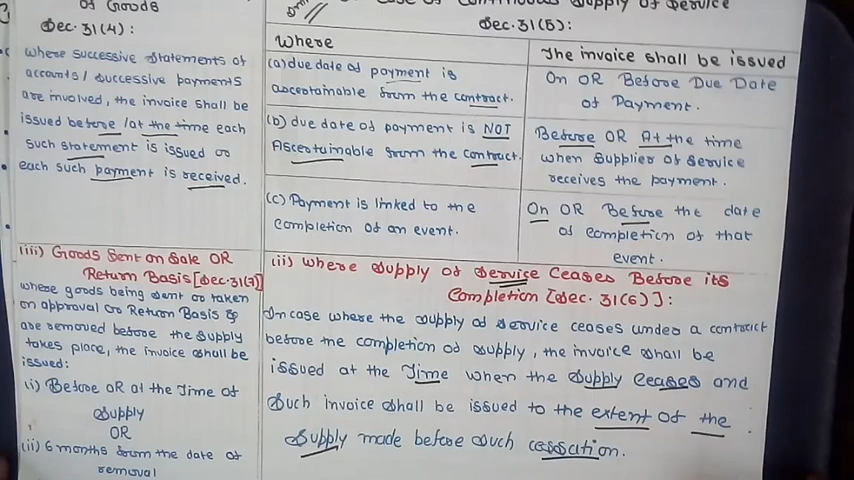 of Goods
Sec. 31(4):
where successive statements of
accounts/ successive payments
are involved, the invoice shall be
issued before /at the time each
such statement is issued or
each such payment is received.
(iii) Goods Sent on Sale OR
Return Basis [Sec. 31(7)]
where goods being sent or taken
on approval or Return Basis &
are removed before the supply
takes place, the invoice shall be
issued:
(i) Before OR at the Time of
Supply
OR
(ii) 6 months from the date of
removal
Supply of Service
Sec. 31(5):
Where
The invoice shall be issued
(a) due date of payment is
ascertainable from the contract.
On OR Before Due Date
of Payment.
(b) due date of payment is NOT
Ascertainable from the contract.
Before OR At the time
when supplier of service
receives the payment.
(c) Payment is linked to the
completion of an event.
On OR Before the date
of completion of that
event.
(ii) Where Supply of Service Ceases Before its
Completion [Sec. 31(6)]:
In case where the supply of service ceases under a contract
before the completion of supply, the invoice shall be
issued at the Time when the Supply Ceases and
Such invoice shall be issued to the extent of the
Supply made before such cessation.